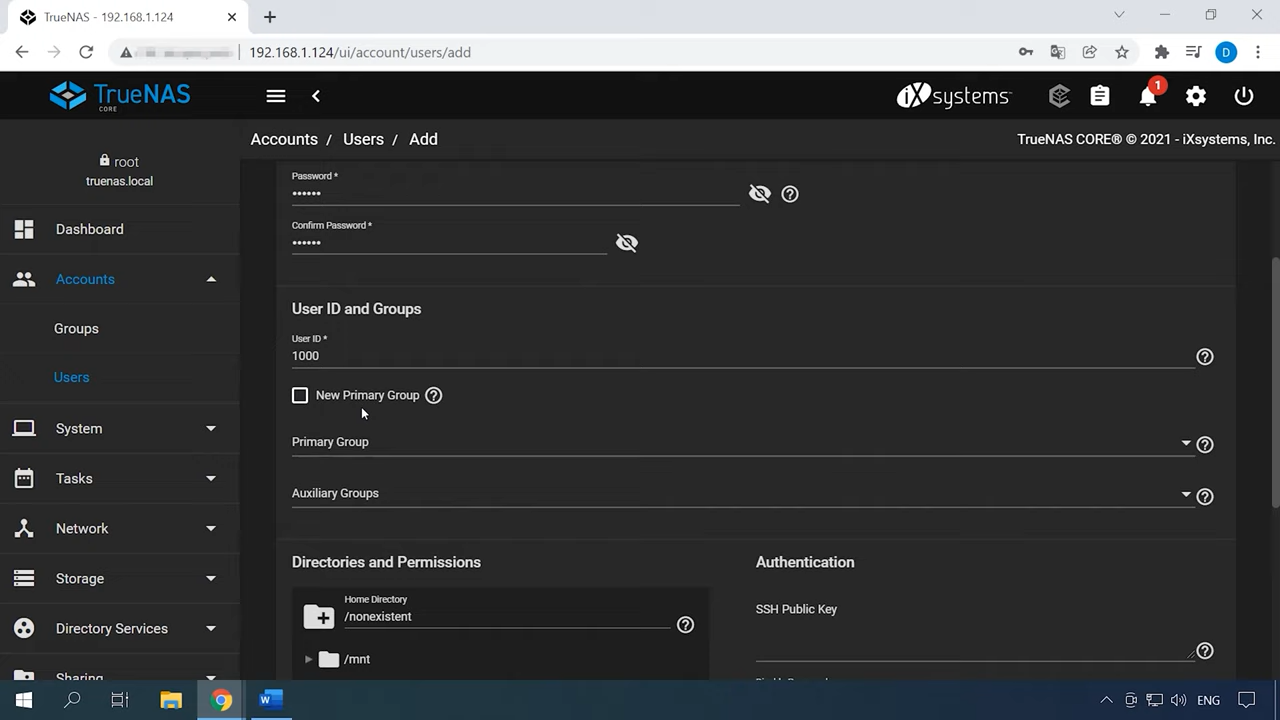 TrueNAS - 192.168.1.124
192.168.1.124/ui/account/users/add
D
TrueNAS
CORE
iXsystems™
1
Accounts / Users / Add
TrueNAS CORE® © 2021 - iXsystems, Inc.
root
truenas.local
Dashboard
Accounts
Groups
Users
System
Tasks
Network
Storage
Directory Services
Sharing
Password *
••••••
Confirm Password *
••••••
User ID and Groups
User ID *
1000
New Primary Group
Primary Group
Auxiliary Groups
Directories and Permissions
Home Directory
/nonexistent
/mnt
Authentication
SSH Public Key
W
ENG